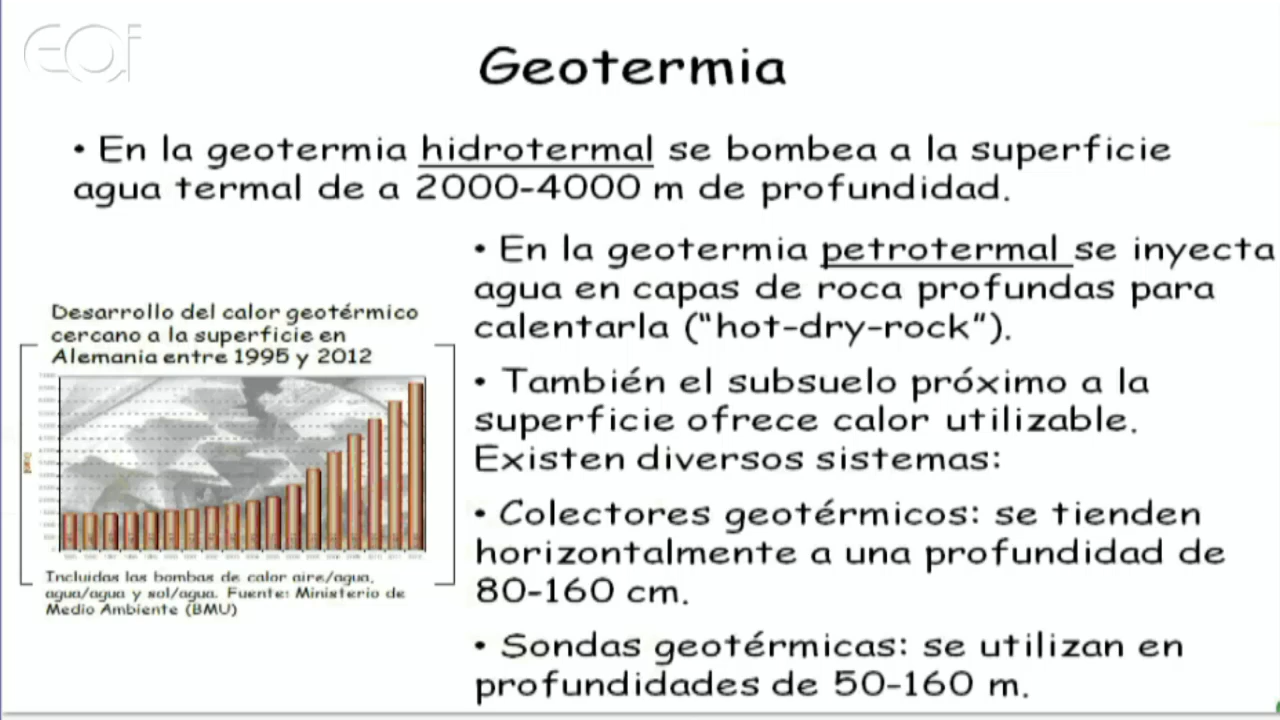 eoi
Geotermia
• En la geotermia hidrotermal se bombea a la superficie
agua termal de a 2000-4000 m de profundidad.
• En la geotermia petrotermal se inyecta
agua en capas de roca profundas para
calentarla ("hot-dry-rock").
• También el subsuelo próximo a la
superficie ofrece calor utilizable.
Existen diversos sistemas:
• Colectores geotérmicos: se tienden
horizontalmente a una profundidad de
80-160 cm.
• Sondas geotérmicas: se utilizan en
profundidades de 50-160 m.
Desarrollo del calor geotérmico
cercano a la superficie en
Alemania entre 1995 y 2012
Incluidas las bombas de calor aire/agua,
agua/agua y sol/agua. Fuente: Ministerio de
Medio Ambiente (BMU)